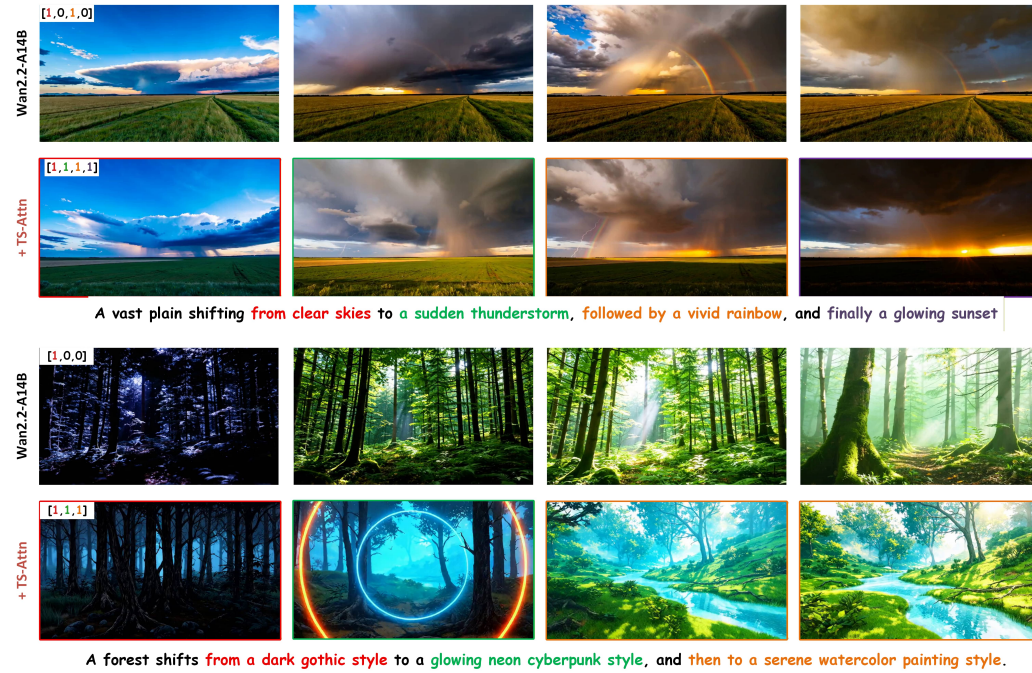 Wan2.2-A14B
[1,0,1,0]
+ TS-Attn
[1,1,1,1]
A vast plain shifting from clear skies to a sudden thunderstorm, followed by a vivid rainbow, and finally a glowing sunset
Wan2.2-A14B
[1,0,0]
+ TS-Attn
[1,1,1]
A forest shifts from a dark gothic style to a glowing neon cyberpunk style, and then to a serene watercolor painting style.